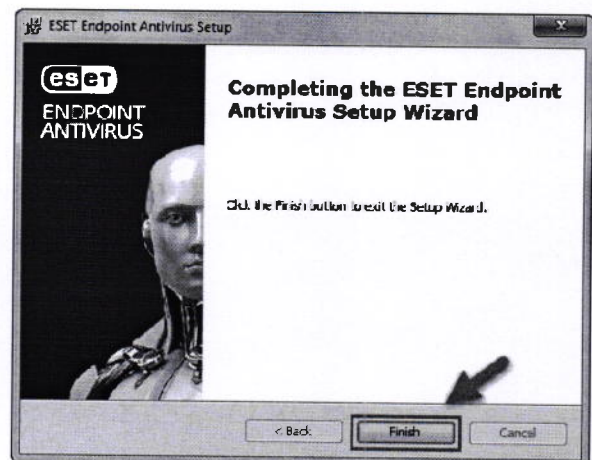 ESET Endpoint Antivirus Setup
eset
ENDPOINT
ANTIVIRUS
Completing the ESET Endpoint
Antivirus Setup Wizard
Click the Finish button to exit the Setup Wizard.
< Back
Finish
Cancel